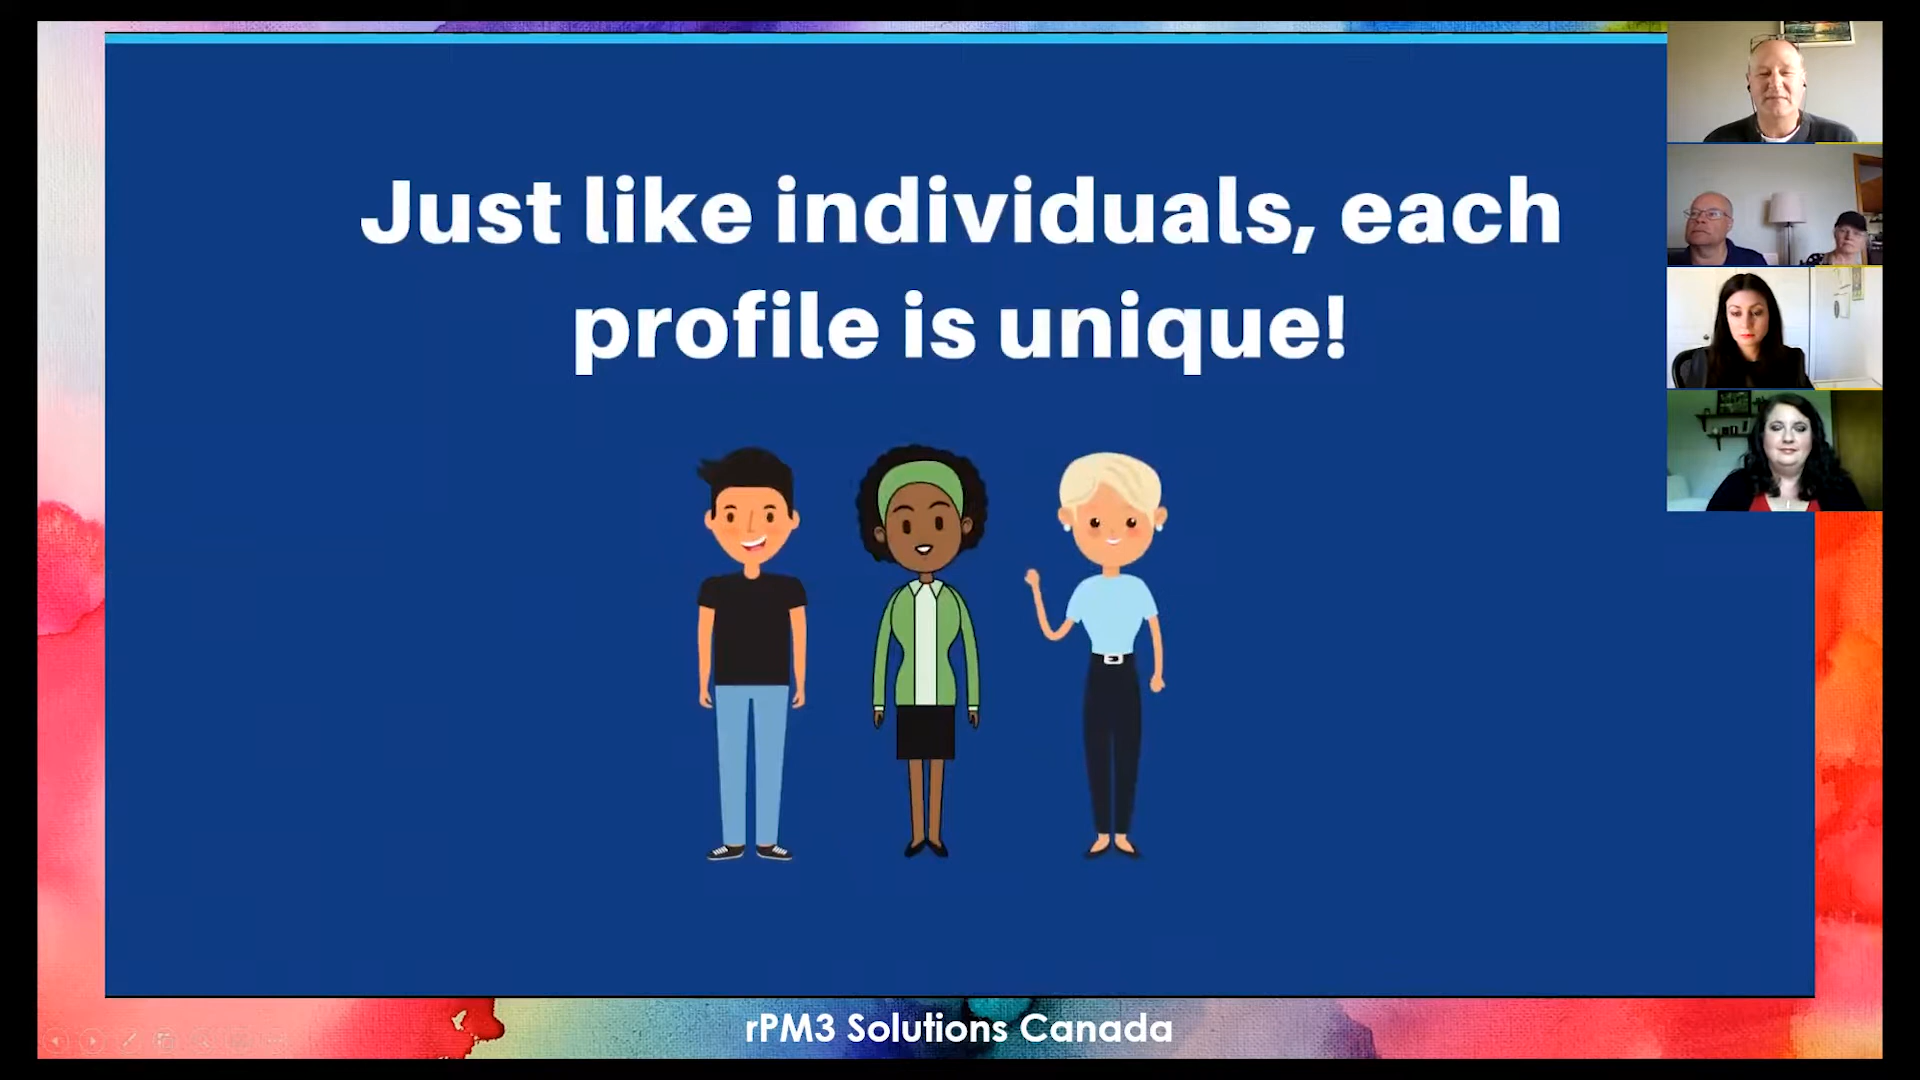 Just like individuals, each
profile is unique!
rPM3 Solutions Canada